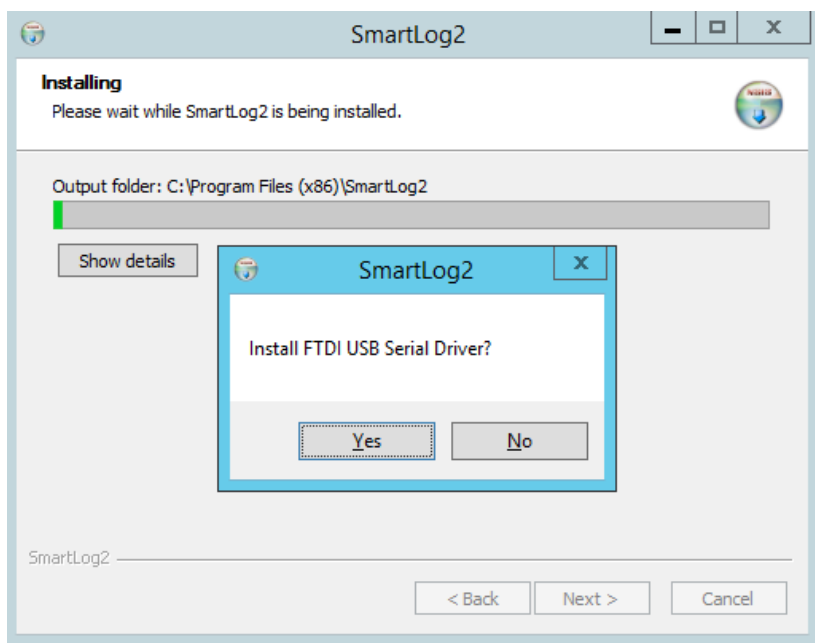 SmartLog2
Installing
Please wait while SmartLog2 is being installed.
Output folder: C:\Program Files (x86)\SmartLog2
Show details
SmartLog2
Install FTDI USB Serial Driver?
Yes
No
SmartLog2
< Back
Next >
Cancel